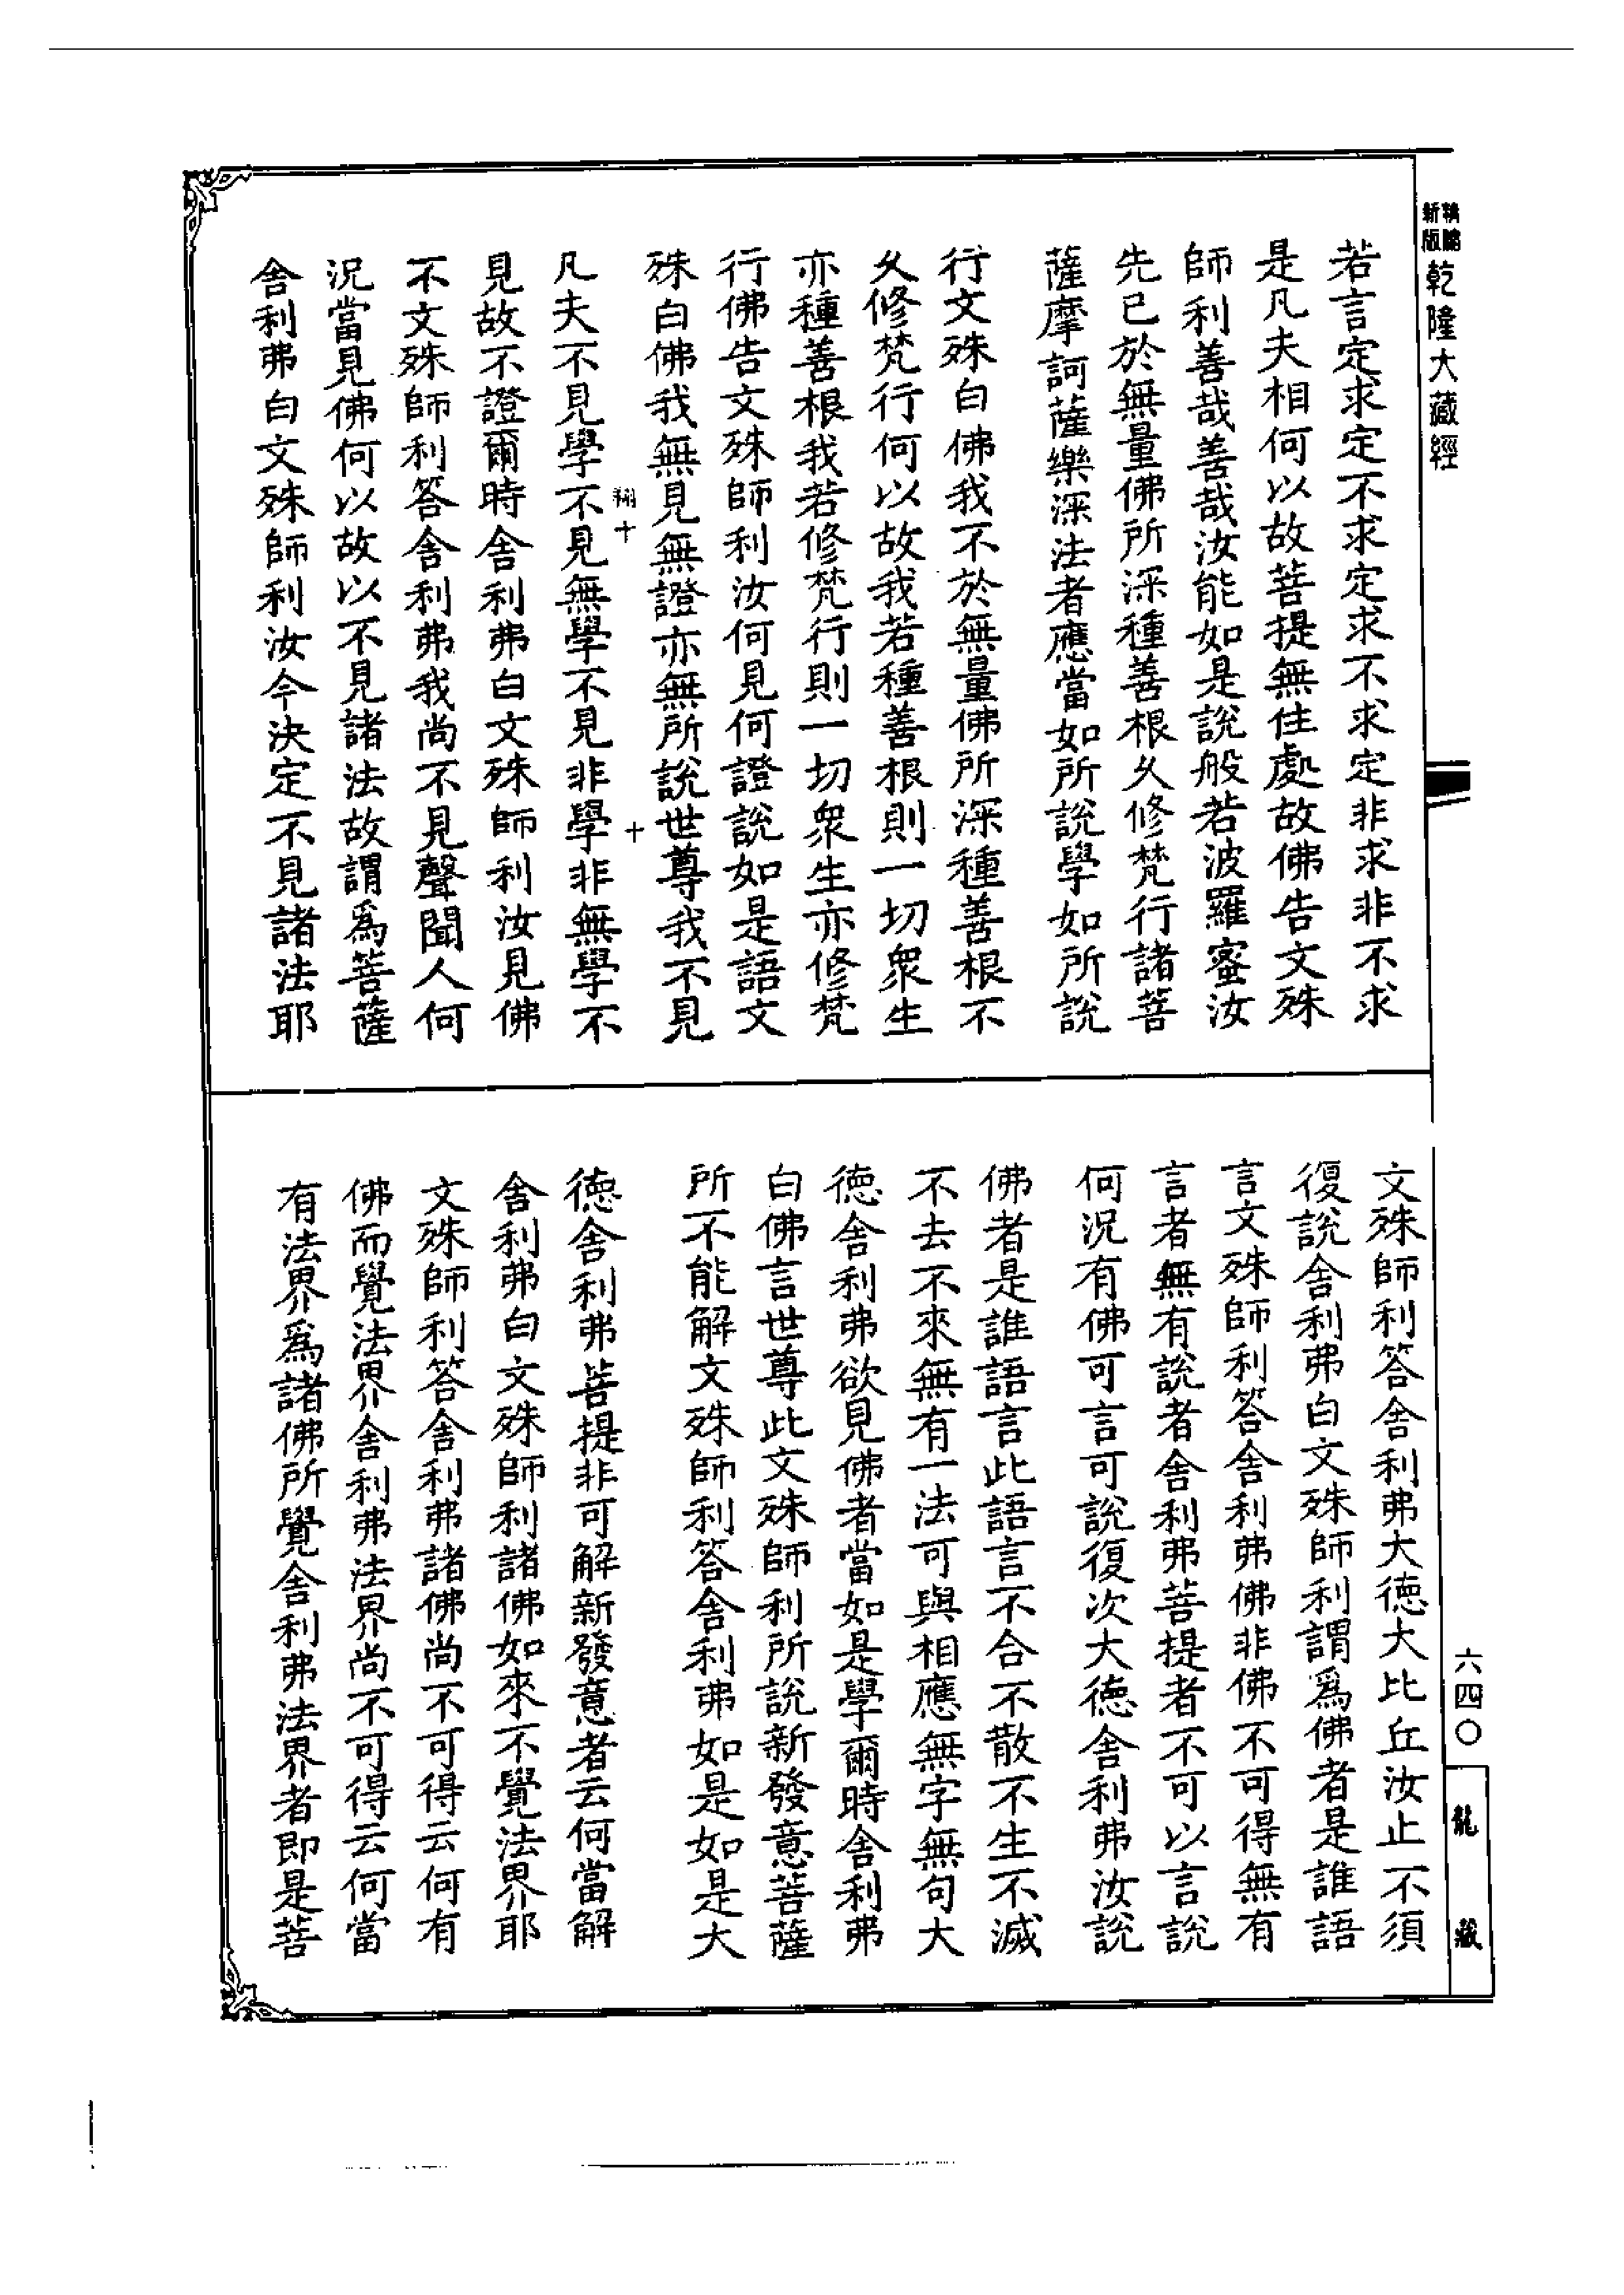 新版
乾隆大藏經
若言定求定不求定求不求定非求非不求
是凡夫相何以故菩提無住處故佛告文殊
師利善哉善哉汝能如是說般若波羅蜜汝
先已於無量佛所深種善根久修梵行諸菩
薩摩訶薩樂深法者應當如所說學如所說
行文殊白佛我不於無量佛所深種善根不
久修梵行何以故我若種善根則一切眾生
亦種善根我若修梵行則一切眾生亦修梵
行佛告文殊師利汝何見何證說如是語文
殊白佛我無見無證亦無所說世尊我不見
翔十
十
凡夫不見學不見無學不見非學非無學不
見故不證爾時舍利弗白文殊師利汝見佛
不文殊師利答舍利弗我尚不見聲聞人何
況當見佛何以故以不見諸法故謂為菩薩
舍利弗白文殊師利汝今決定不見諸法耶
文殊師利答舍利弗大德大比丘汝止不須
復說舍利弗白文殊師利謂為佛者是誰語
言文殊師利答舍利弗佛非佛不可得無有
言者無有說者舍利弗菩提者不可以言說
何況有佛可言可說復次大德舍利弗汝說
佛者是誰語言此語言不合不散不生不滅
不去不來無有一法可與相應無字無句大
德舍利弗欲見佛者當如是學爾時舍利弗
白佛言世尊此文殊師利所說新發意菩薩
所不能解文殊師利答舍利弗如是如是大
德舍利弗菩提非可解新發意者云何當解
舍利弗白文殊師利諸佛如來不覺法界耶
文殊師利答舍利弗諸佛尚不可得云何有
佛而覺法界舍利弗法界尚不可得云何當
有法界為諸佛所覺舍利弗法界者即是菩
六四〇
龍藏